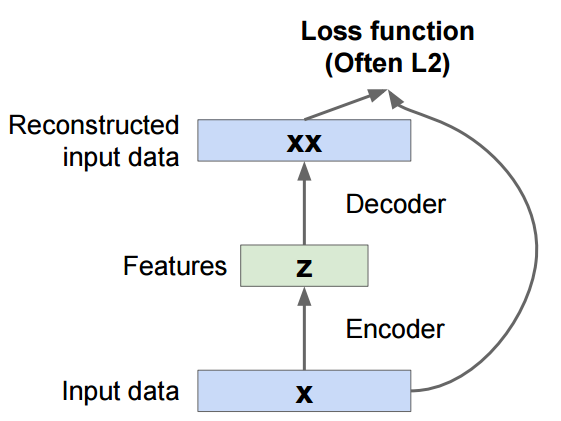 Loss function
(Often L2)
Reconstructed
input data
xx
Decoder
Features
z
Encoder
Input data
x